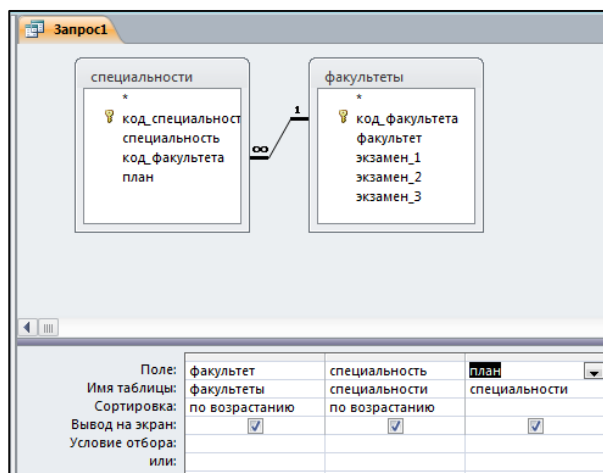 Запрос1
специальности
*
код_специальност
специальность
код_факультета
план
факультеты
*
код_факультета
факультет
экзамен_1
экзамен_2
экзамен_3
∞
1
Поле: факультет специальность план
Имя таблицы: факультеты специальности специальности
Сортировка: по возрастанию по возрастанию
Вывод на экран:
Условие отбора:
или: